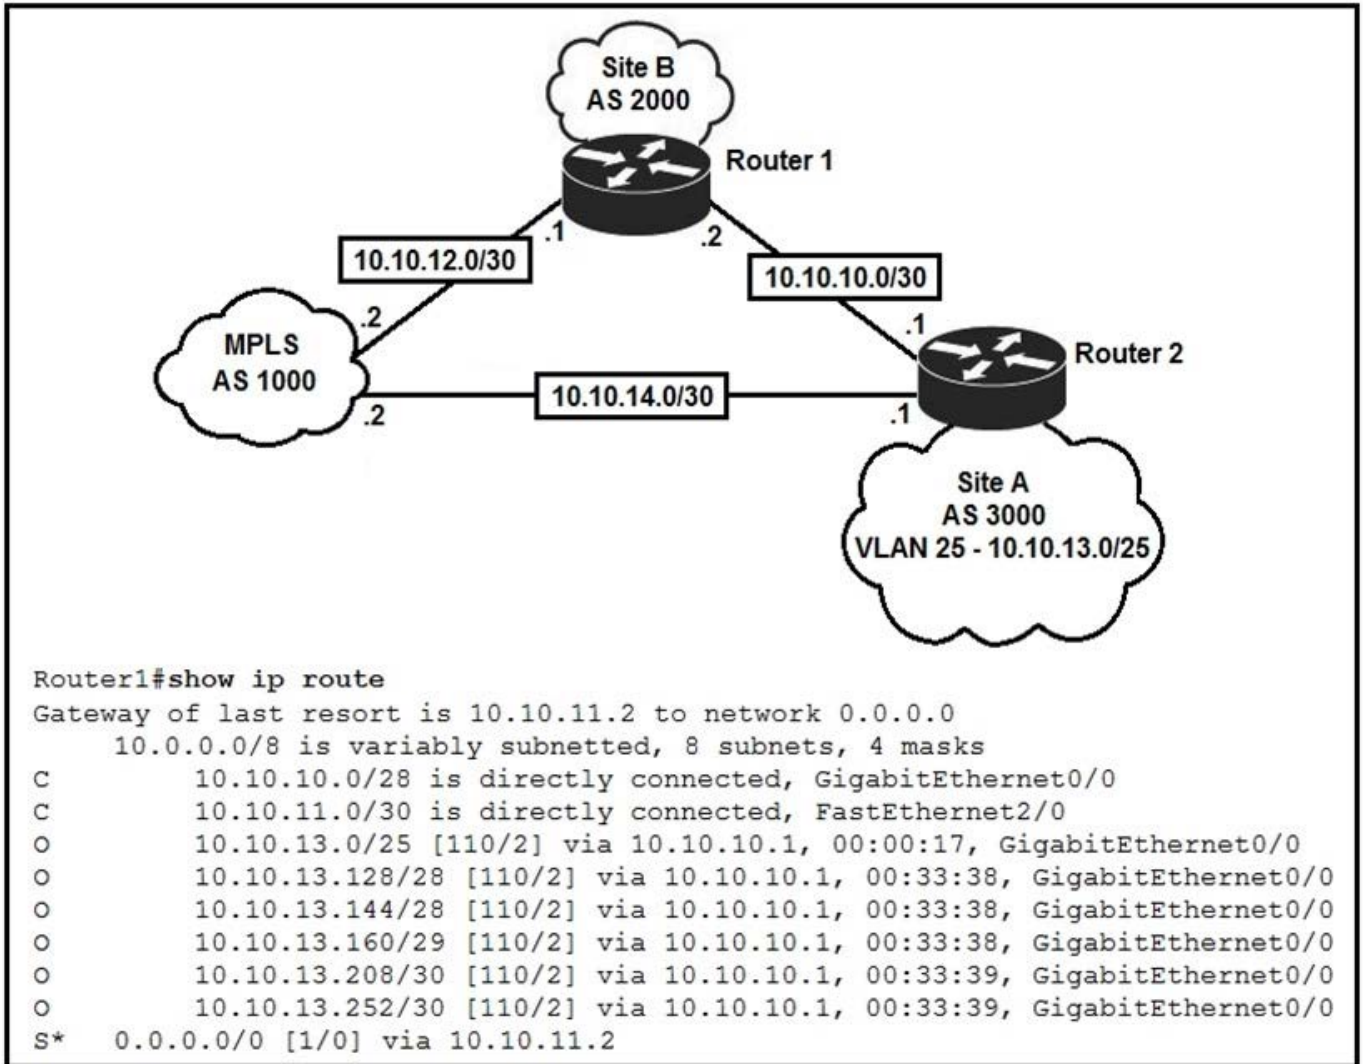 Site B
AS 2000
Router 1
.1
.2
10.10.12.0/30
10.10.10.0/30
.2
.1
MPLS
AS 1000
Router 2
10.10.14.0/30
.2
.1
Site A
AS 3000
VLAN 25 - 10.10.13.0/25
Router1#show ip route
Gateway of last resort is 10.10.11.2 to network 0.0.0.0
10.0.0.0/8 is variably subnetted, 8 subnets, 4 masks
C 10.10.10.0/28 is directly connected, GigabitEthernet0/0
C 10.10.11.0/30 is directly connected, FastEthernet2/0
O 10.10.13.0/25 [110/2] via 10.10.10.1, 00:00:17, GigabitEthernet0/0
O 10.10.13.128/28 [110/2] via 10.10.10.1, 00:33:38, GigabitEthernet0/0
O 10.10.13.144/28 [110/2] via 10.10.10.1, 00:33:38, GigabitEthernet0/0
O 10.10.13.160/29 [110/2] via 10.10.10.1, 00:33:38, GigabitEthernet0/0
O 10.10.13.208/30 [110/2] via 10.10.10.1, 00:33:39, GigabitEthernet0/0
O 10.10.13.252/30 [110/2] via 10.10.10.1, 00:33:39, GigabitEthernet0/0
S* 0.0.0.0/0 [1/0] via 10.10.11.2